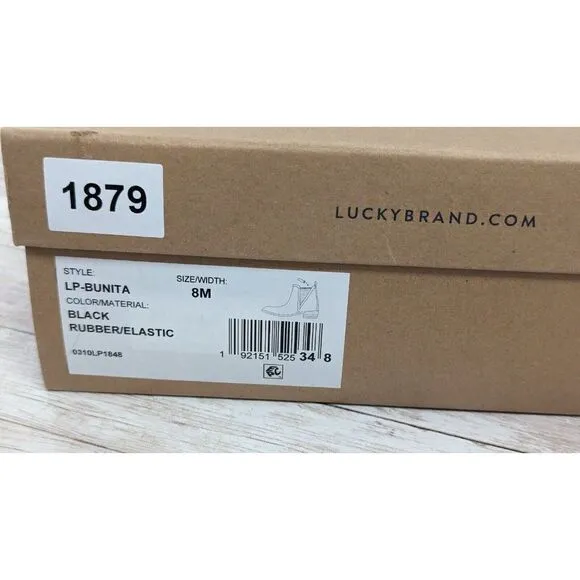 1879
LUCKYBRAND.COM
STYLE:
LP-BUNITA
COLOR/MATERIAL:
BLACK
RUBBER/ELASTIC
0310LP1848
SIZE/WIDTH:
8M
1 92151 525 34 8